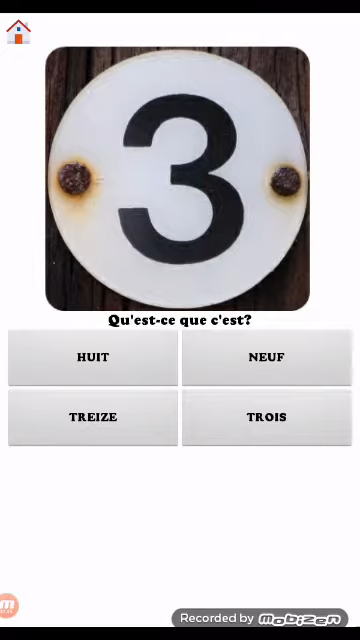 3
Qu'est-ce que c'est?
HUIT
NEUF
TREIZE
TROIS
Recorded by mobizen